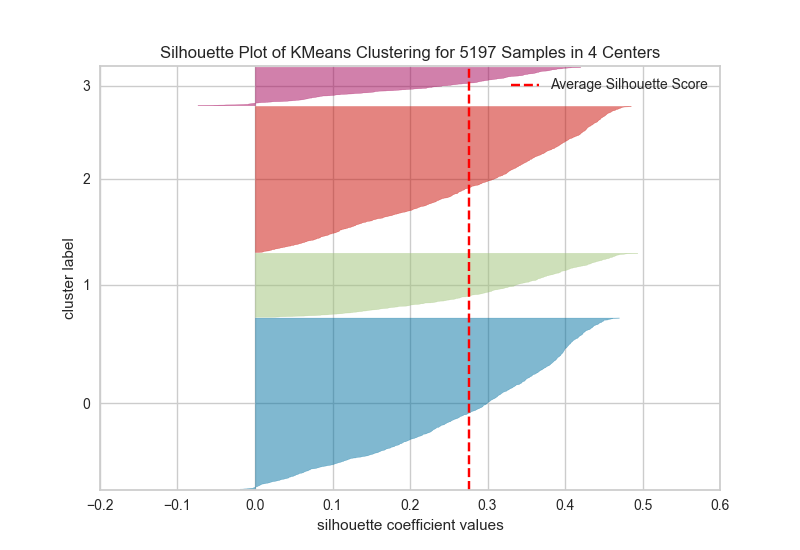 Silhouette Plot of KMeans Clustering for 5197 Samples in 4 Centers
Average Silhouette Score
3
2
1
0
cluster label
−0.2 −0.1 0.0 0.1 0.2 0.3 0.4 0.5 0.6
silhouette coefficient values